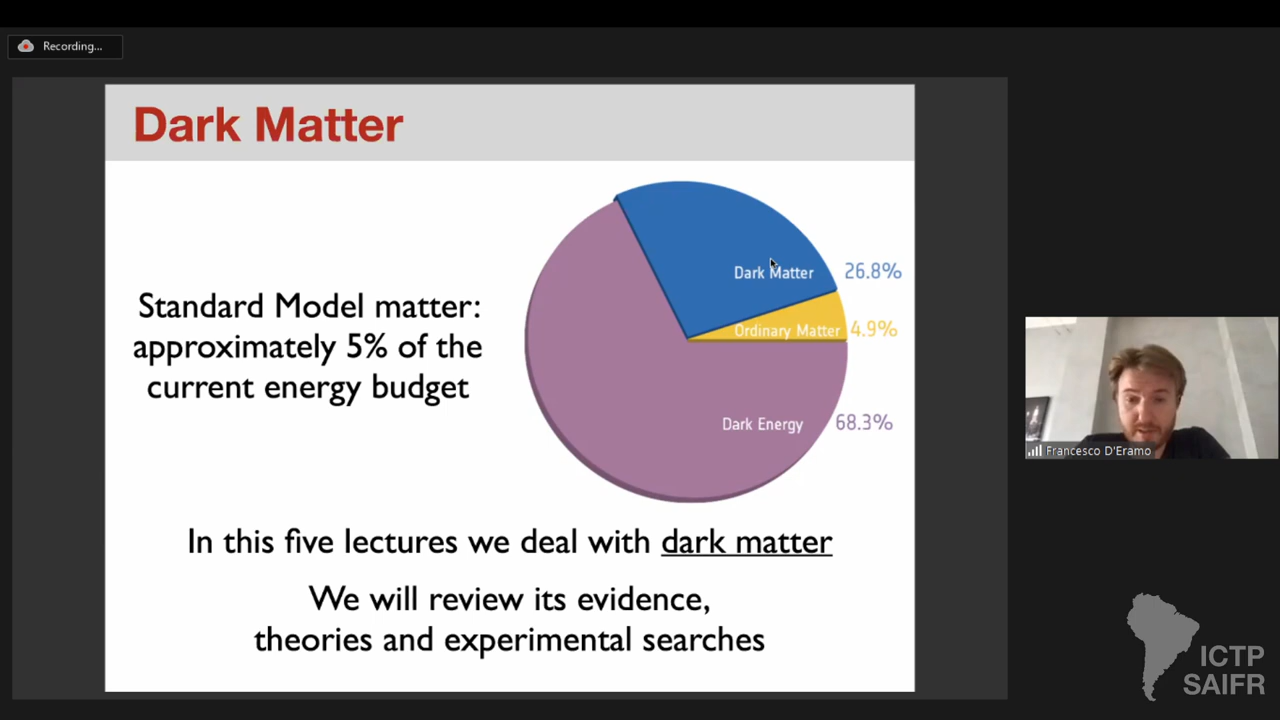 Recording...
Dark Matter
Standard Model matter:
approximately 5% of the
current energy budget
Dark Matter 26.8%
Ordinary Matter 4.9%
Dark Energy 68.3%
In this five lectures we deal with dark matter
We will review its evidence,
theories and experimental searches
Francesco D'Eramo
ICTP
SAIFR